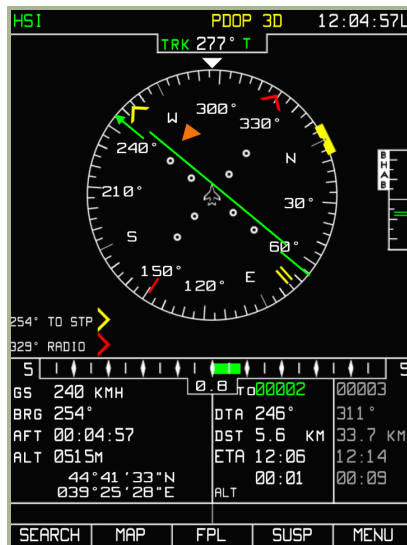 HSI PDOP 3D 12:04:57L
TRK 277° T
300°
W 330°
240° N
B
H
A
B
210° 30°
S 60°
150° 120° E
254° TO STP
329° RADIO
5 0.8 5
GS 240 KMH TO 00002 00003
BRG 254° DTA 246° 311°
AFT 00:04:57 DST 5.6 KM 33.7 KM
ALT 0515M ETA 12:06 12:14
44°41'33"N 00:01 00:09
039°25'28"E ALT
SEARCH MAP FPL SUSP MENU